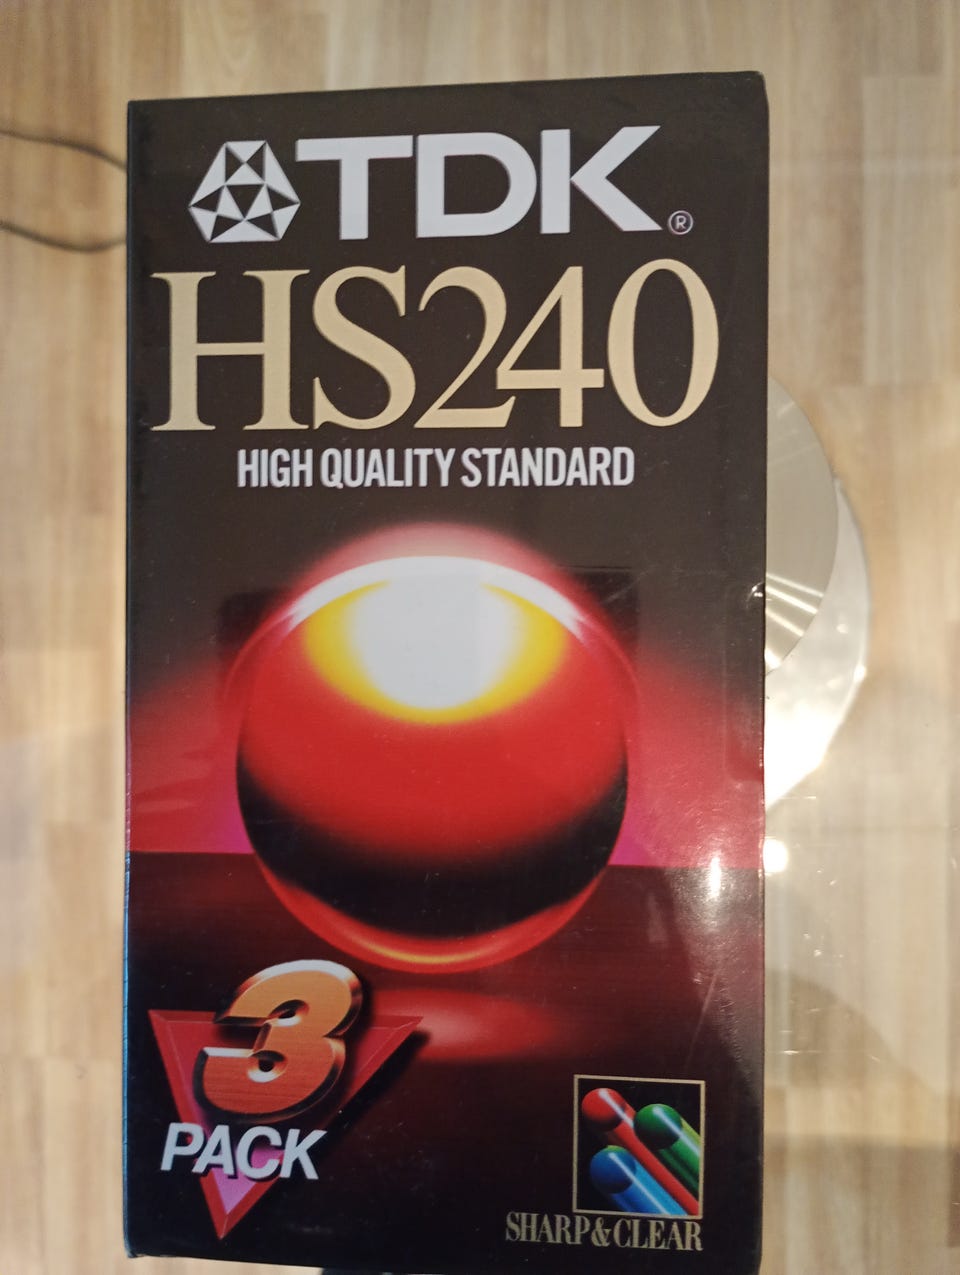 TDK®
HS240
HIGH QUALITY STANDARD
3
PACK
SHARP&CLEAR